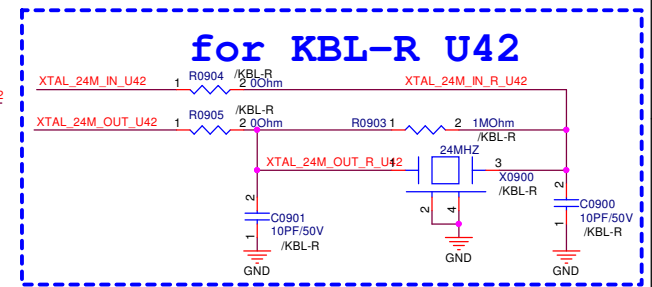 for KBL-R U42
XTAL_24M_IN_U42 1 R0904 /KBL-R 2 0Ohm XTAL_24M_IN_R_U42
XTAL_24M_OUT_U42 1 R0905 /KBL-R 2 0Ohm R0903 1 2 1MOhm /KBL-R
24MHZ
XTAL_24M_OUT_R_U42 1 3 X0900 /KBL-R
2 C0901 10PF/50V /KBL-R 1
2 4
2 C0900 10PF/50V /KBL-R 1
GND
GND
GND